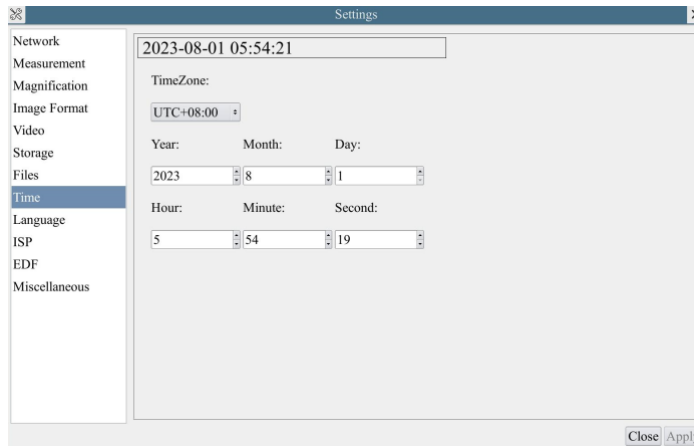 Settings
Network
Measurement
Magnification
Image Format
Video
Storage
Files
Time
Language
ISP
EDF
Miscellaneous
2023-08-01 05:54:21
TimeZone:
UTC+08:00
Year: Month: Day:
2023 8 1
Hour: Minute: Second:
5 54 19
Close Appl